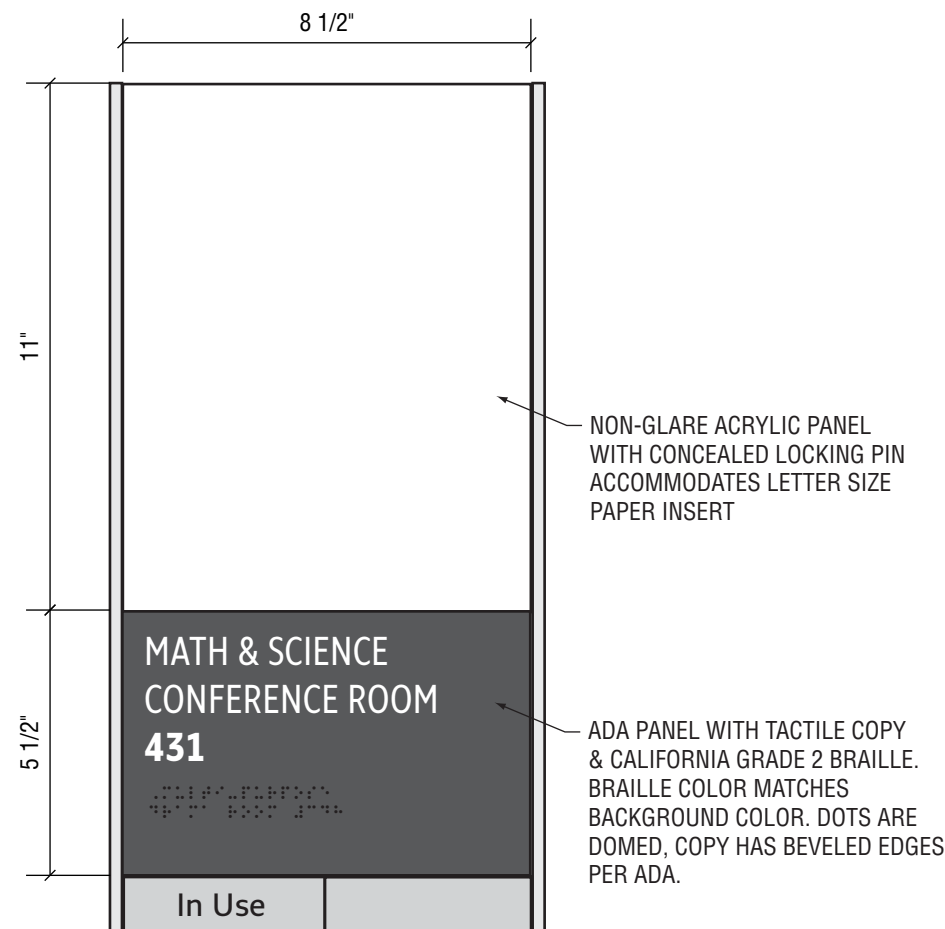 8 1/2"
11"
NON-GLARE ACRYLIC PANEL
WITH CONCEALED LOCKING PIN
ACCOMMODATES LETTER SIZE
PAPER INSERT
5 1/2"
MATH & SCIENCE
CONFERENCE ROOM
431
ADA PANEL WITH TACTILE COPY
& CALIFORNIA GRADE 2 BRAILLE.
BRAILLE COLOR MATCHES
BACKGROUND COLOR. DOTS ARE
DOMED, COPY HAS BEVELED EDGES
PER ADA.
In Use